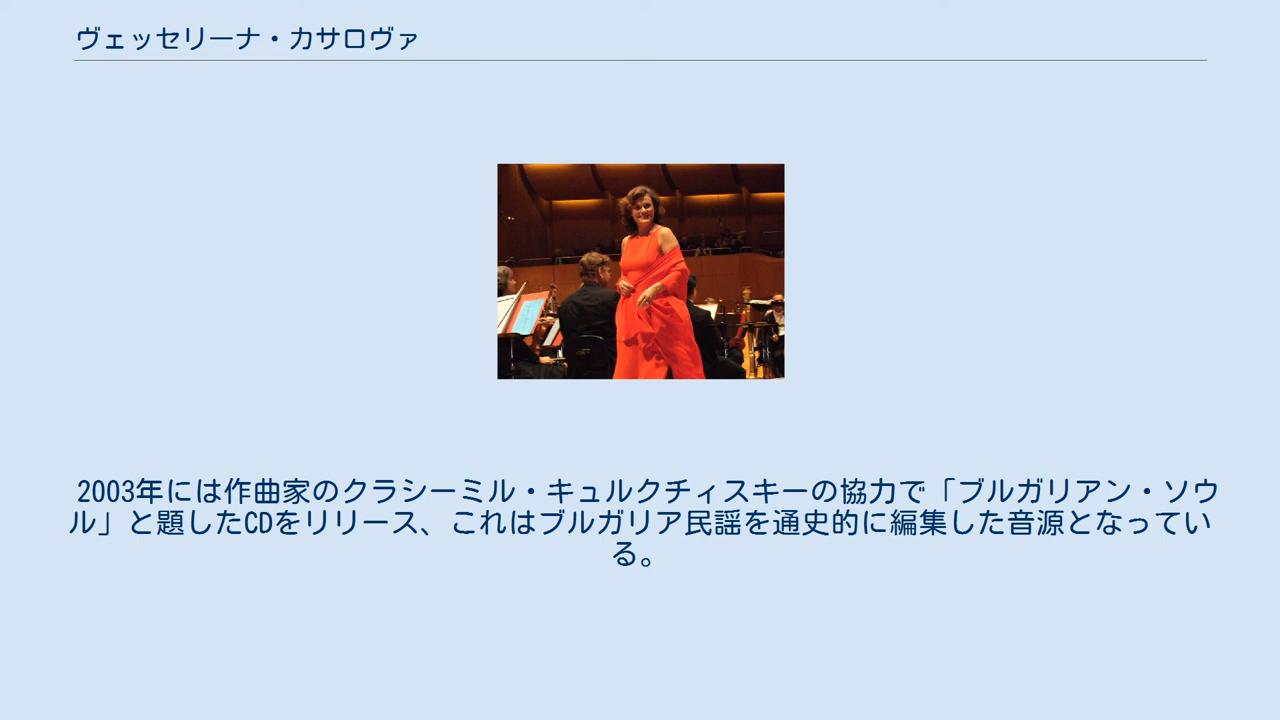 ヴェッセリーナ・カサロヴァ
2003年には作曲家のクラシーミル・キュルクチィスキーの協力で「ブルガリアン・ソウ
ル」と題したCDをリリース、これはブルガリア民謡を通史的に編集した音源となってい
る。